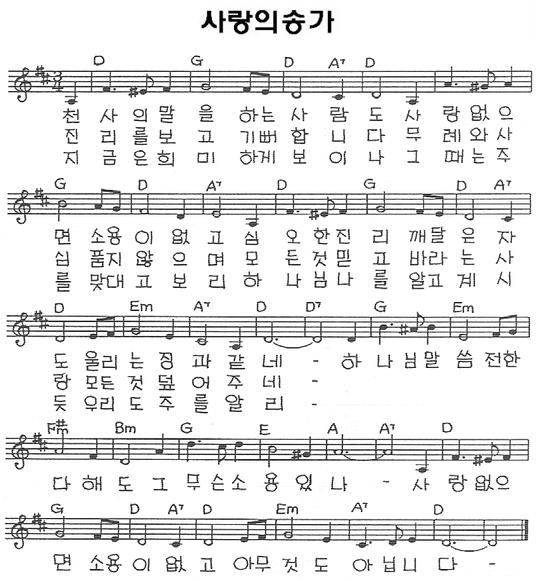 사랑의송가
D G D A7 D
천 사 의 말 을 하는 사 람 도 사 랑 없 으
진 리 를 보 고 기뻐 합 니 다 무 례 와 사
지 금 은 희 미 하게 보 이 나 그 때 는 주
G D A7 D G D A7
면 소용 이 없 고 심 오 한 진 리 깨달 은 자
십 품지 않 으 며 모 든 것 믿 고 바라 는 사
를 맞대 고 보 리 하 나 님 나 를 알고 계 시
D Em A7 D D7 G Em
도 울리 는 징 과 같 네 - 하 나 님 말 씀 전한
랑 모든 것 덮 어 주 네 -
듯 우리 도 주 를 알 리 -
F# Bm G E A A7 D
다 해 도 그 무슨 소 용 있 나 - 사 랑 없 으
G D A7 D Em A7 D
면 소용 이 없 고 아 무 것 도 아 닙 니 다 -